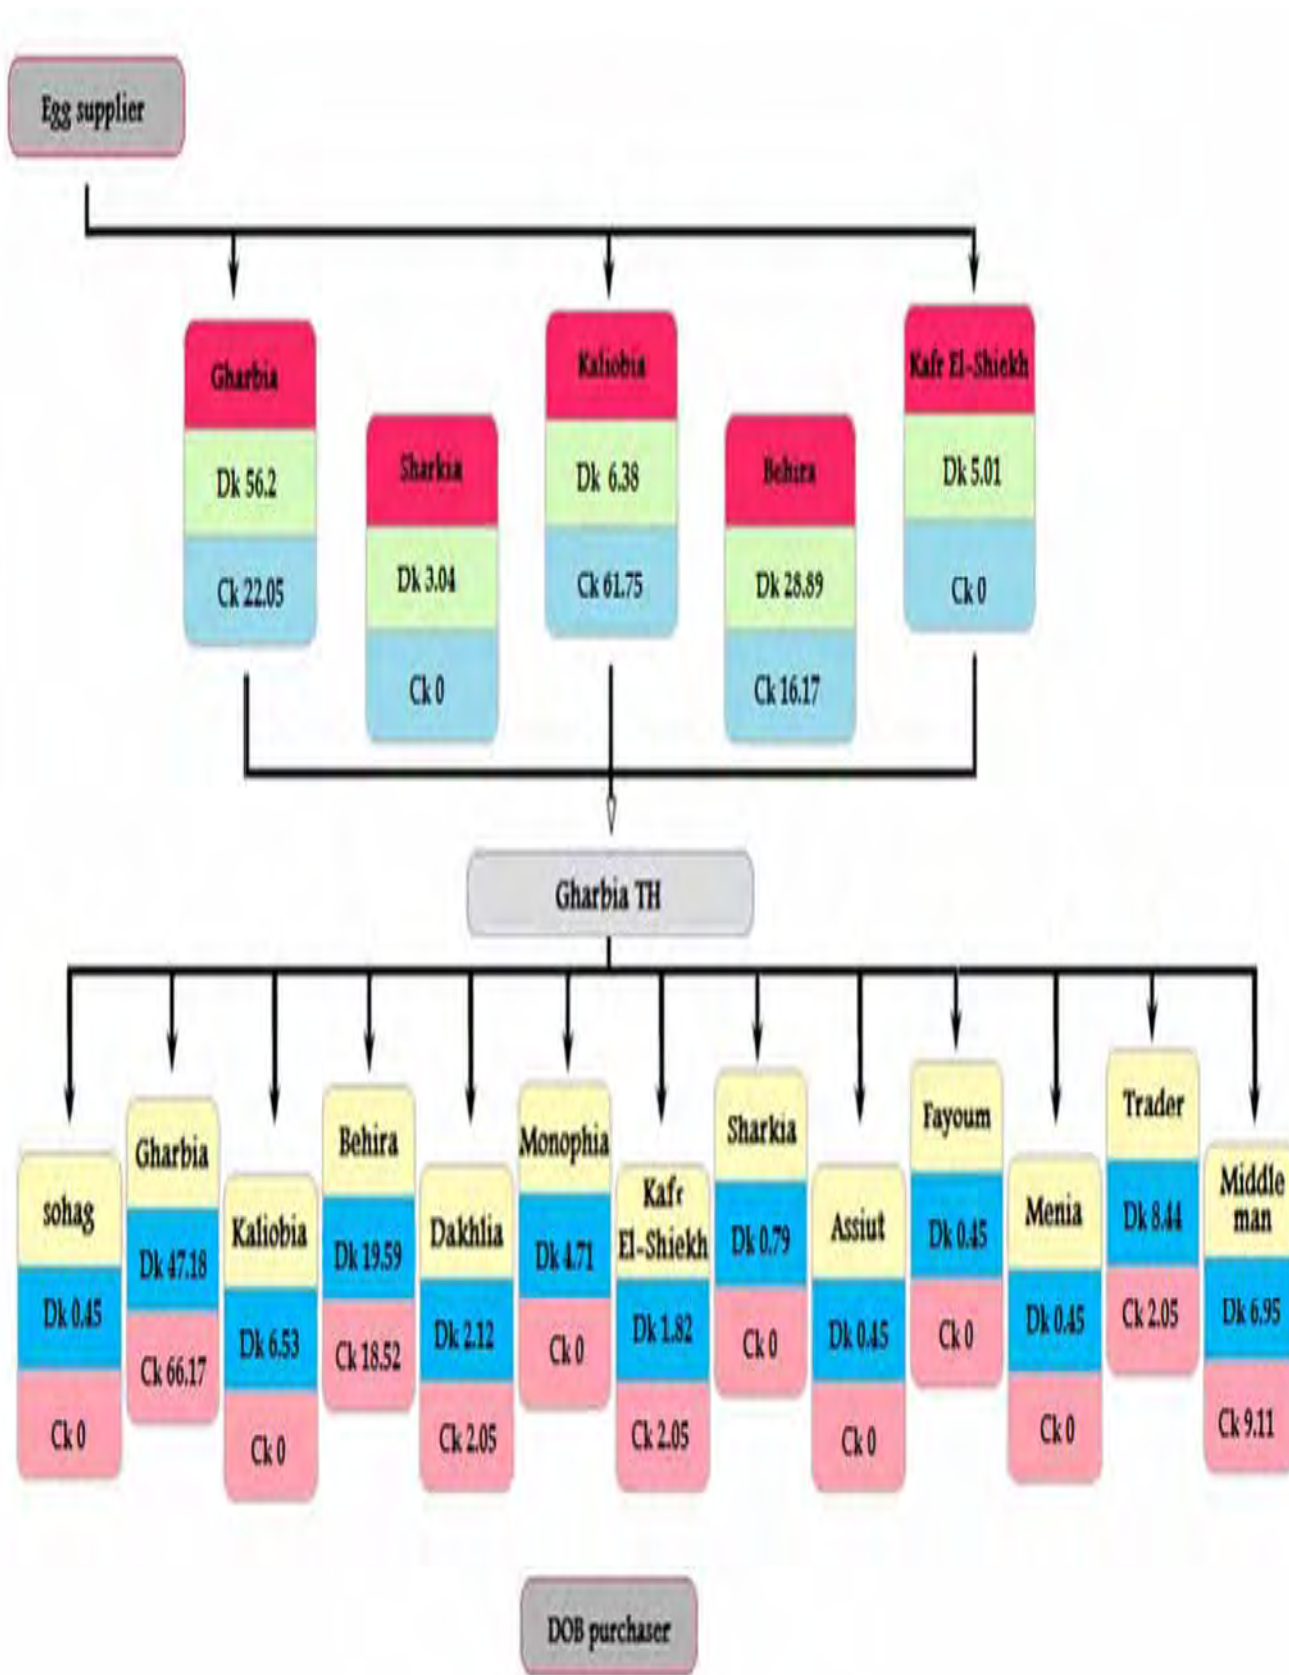 Egg supplier
Gharbia
Dk 56.2
Ck 22.05
Sharkia
Dk 3.04
Ck 0
Kaliobia
Dk 6.38
Ck 61.75
Behira
Dk 28.89
Ck 16.17
Kafr El-Shiekh
Dk 5.01
Ck 0
Gharbia TH
sohag
Dk 0.45
Ck 0
Gharbia
Dk 47.18
Ck 66.17
Kaliobia
Dk 6.53
Ck 0
Behira
Dk 19.59
Ck 18.52
Dakhlia
Dk 2.12
Ck 2.05
Monophia
Dk 4.71
Ck 0
Kafr
El-Shiekh
Dk 1.82
Ck 2.05
Sharkia
Dk 0.79
Ck 0
Assiut
Dk 0.45
Ck 0
Fayoum
Dk 0.45
Ck 0
Menia
Dk 0.45
Ck 0
Trader
Dk 8.44
Ck 2.05
Middle
man
Dk 6.95
Ck 9.11
DOB purchaser